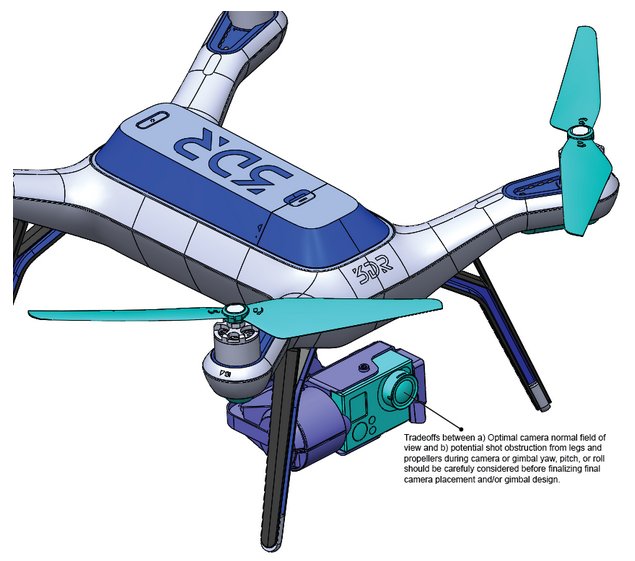 3DR
3DR
Tradeoffs between a) Optimal camera normal field of
view and b) potential shot obstruction from legs and
propellers during camera or gimbal yaw, pitch, or roll
should be carefuly considered before finalizing final
camera placement and/or gimbal design.